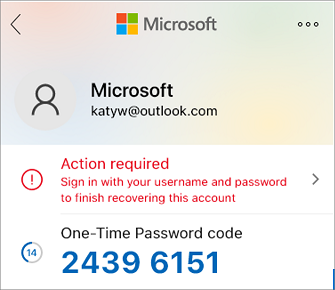 Microsoft
Microsoft
katyw@outlook.com
Action required
Sign in with your username and password
to finish recovering this account
One-Time Password code
14
2439 6151